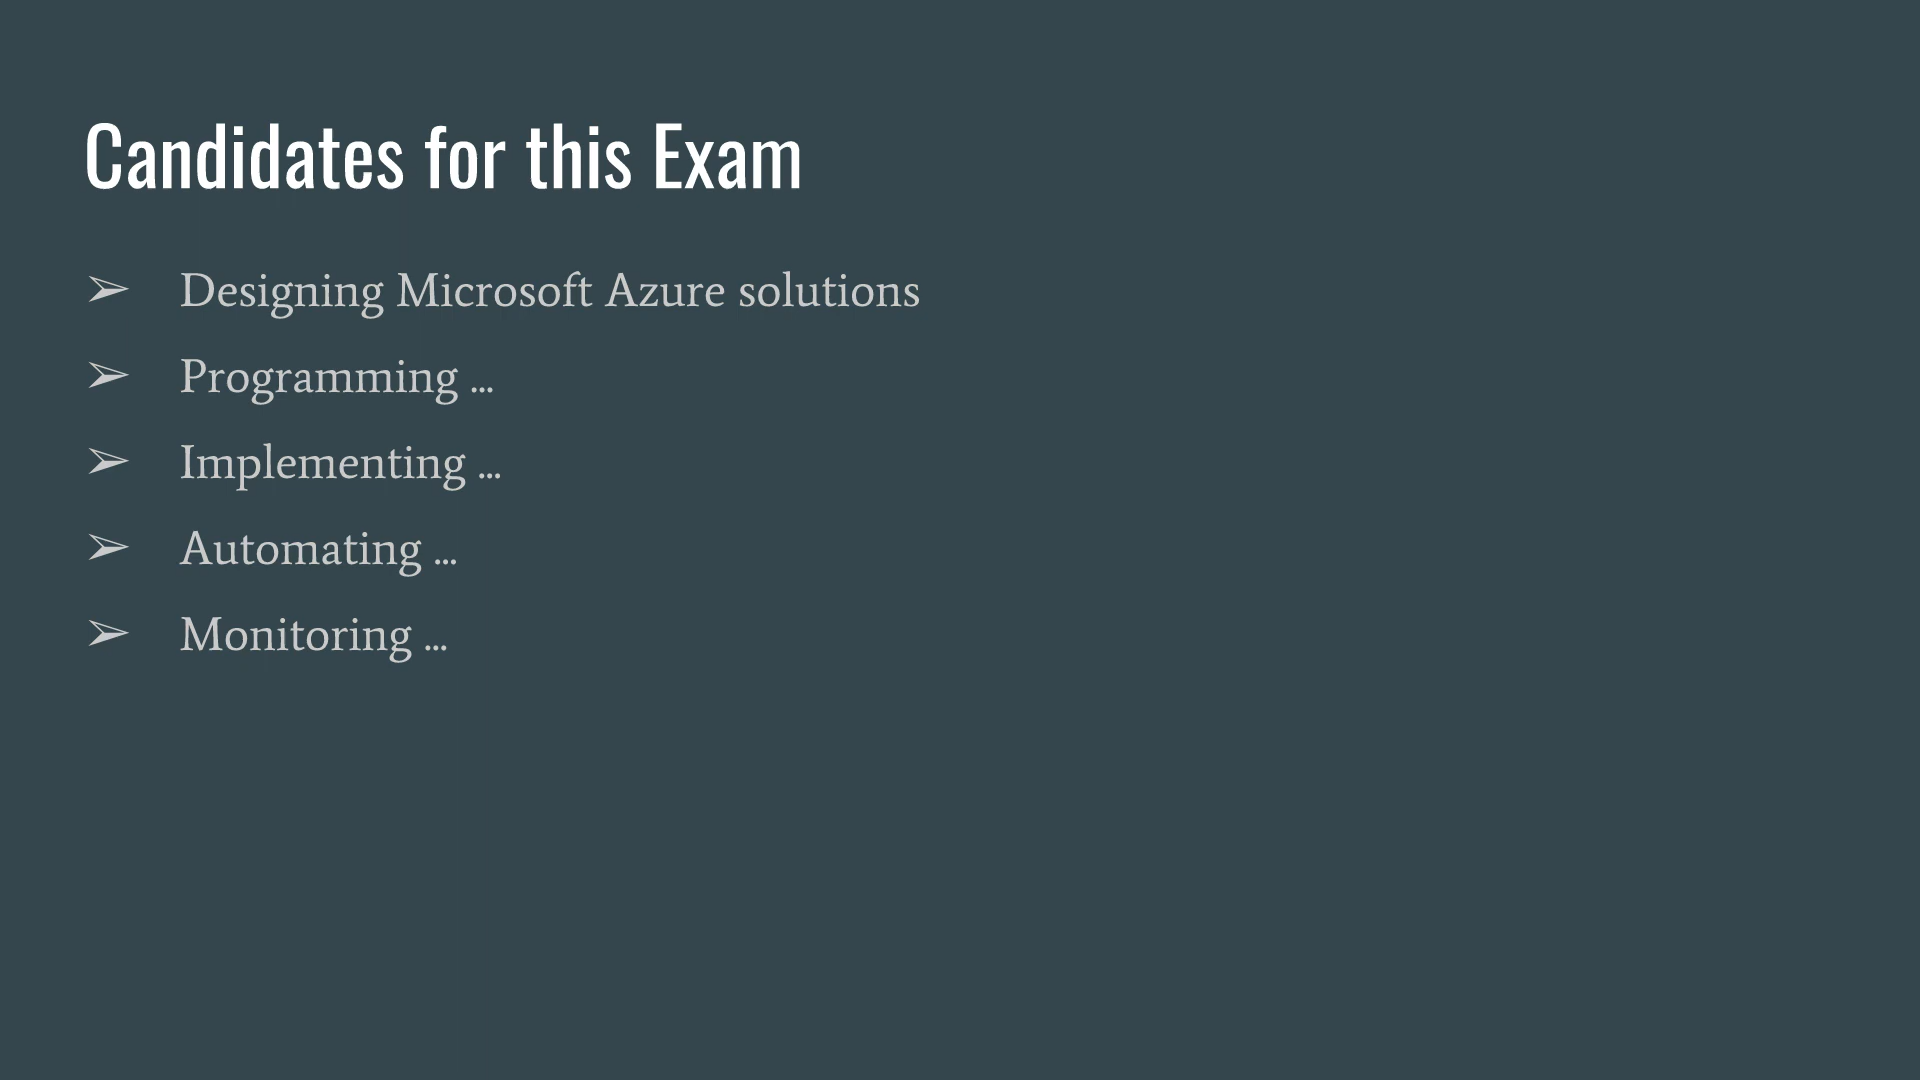 Candidates for this Exam
➢ Designing Microsoft Azure solutions
➢ Programming …
➢ Implementing …
➢ Automating …
➢ Monitoring …